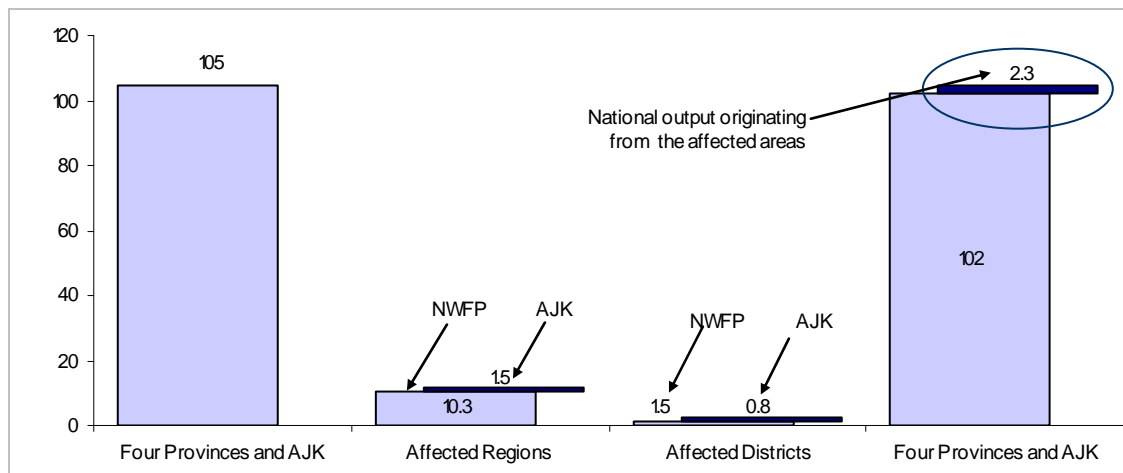 120
100
80
60
40
20
0
105
NWFP
AJK
1.5
10.3
NWFP
AJK
1.5
0.8
2.3
National output originating
from the affected areas
102
Four Provinces and AJK
Affected Regions
Affected Districts
Four Provinces and AJK